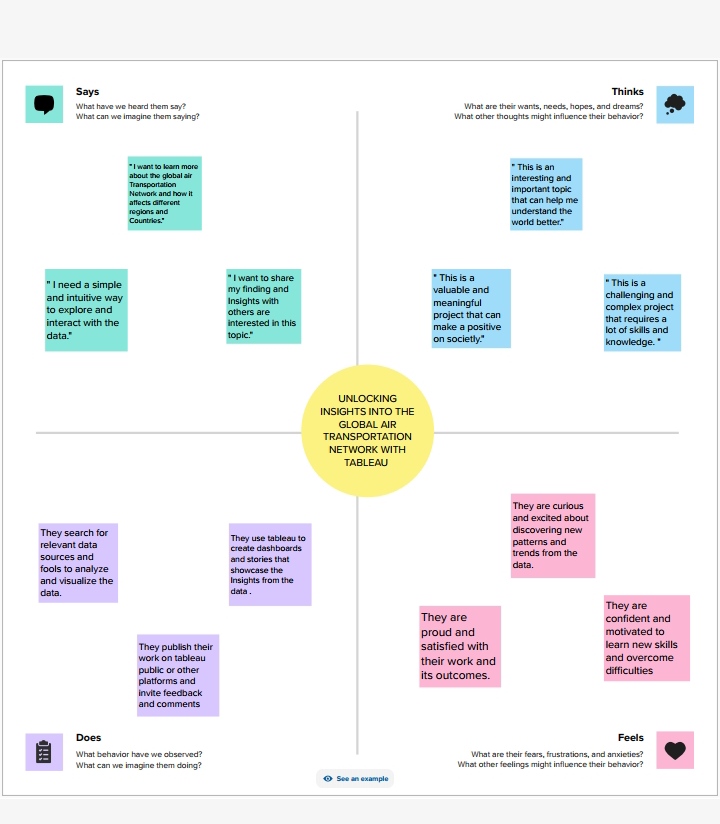 Says
What have we heard them say?
What can we imagine them saying?
Thinks
What are their wants, needs, hopes, and dreams?
What other thoughts might influence their behavior?
" I want to learn more
about the global air
Transportation
Network and how it
affects different
regions and
Countries."
" I need a simple
and intuitive way
to explore and
interact with the
data."
" I want to share
my finding and
Insights with
others are
interested in this
topic."
" This is an
interesting and
important topic
that can help me
understand the
world better."
" This is a
valuable and
meaningful
project that can
make a positive
on societly."
" This is a
challenging and
complex project
that requires a
lot of skills and
knowledge. "
UNLOCKING
INSIGHTS INTO THE
GLOBAL AIR
TRANSPORTATION
NETWORK WITH
TABLEAU
They search for
relevant data
sources and
fools to analyze
and visualize the
data.
They use tableau to
create dashboards
and stories that
showcase the
Insights from the
data .
They publish their
work on tableau
public or other
platforms and
invite feedback
and comments
They are curious
and excited about
discovering new
patterns and
trends from the
data.
They are
proud and
satisfied with
their work and
its outcomes.
They are
confident and
motivated to
learn new skills
and overcome
difficulties
Does
What behavior have we observed?
What can we imagine them doing?
Feels
What are their fears, frustrations, and anxieties?
What other feelings might influence their behavior?
See an example